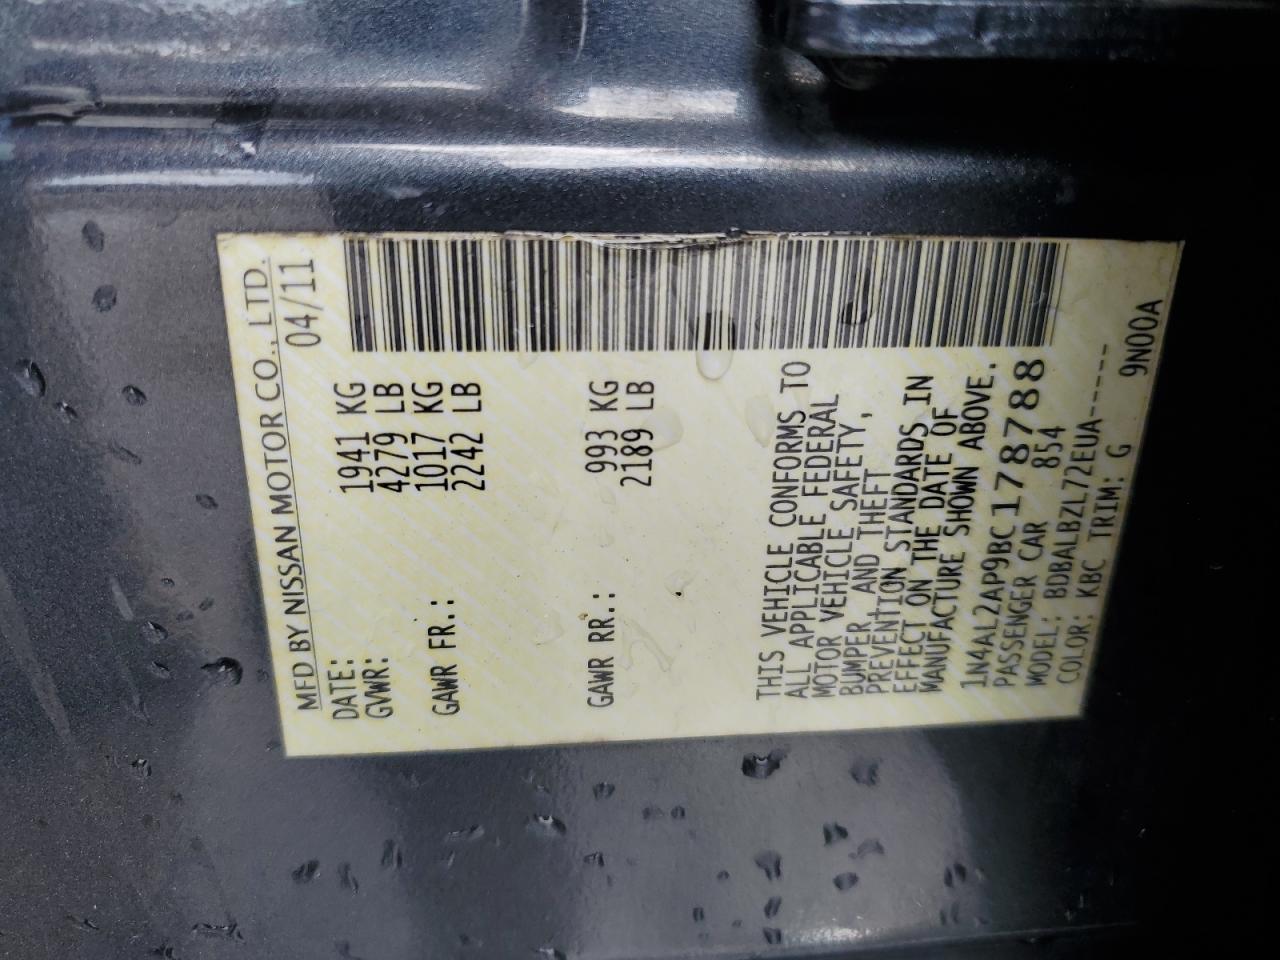 MFD BY NISSAN MOTOR CO., LTD.
DATE: 04/11
GVWR: 1941 KG
4279 LB
GAWR FR.: 1017 KG
2242 LB
GAWR RR.: 993 KG
2189 LB
THIS VEHICLE CONFORMS TO
ALL APPLICABLE FEDERAL
MOTOR VEHICLE SAFETY,
BUMPER, AND THEFT
PREVENTION STANDARDS IN
EFFECT ON THE DATE OF
MANUFACTURE SHOWN ABOVE.
1N4AL2AP9BC178788
PASSENGER CAR 854
MODEL: BDBALBZL72EUA-----
COLOR: KBC TRIM: G 9N00A